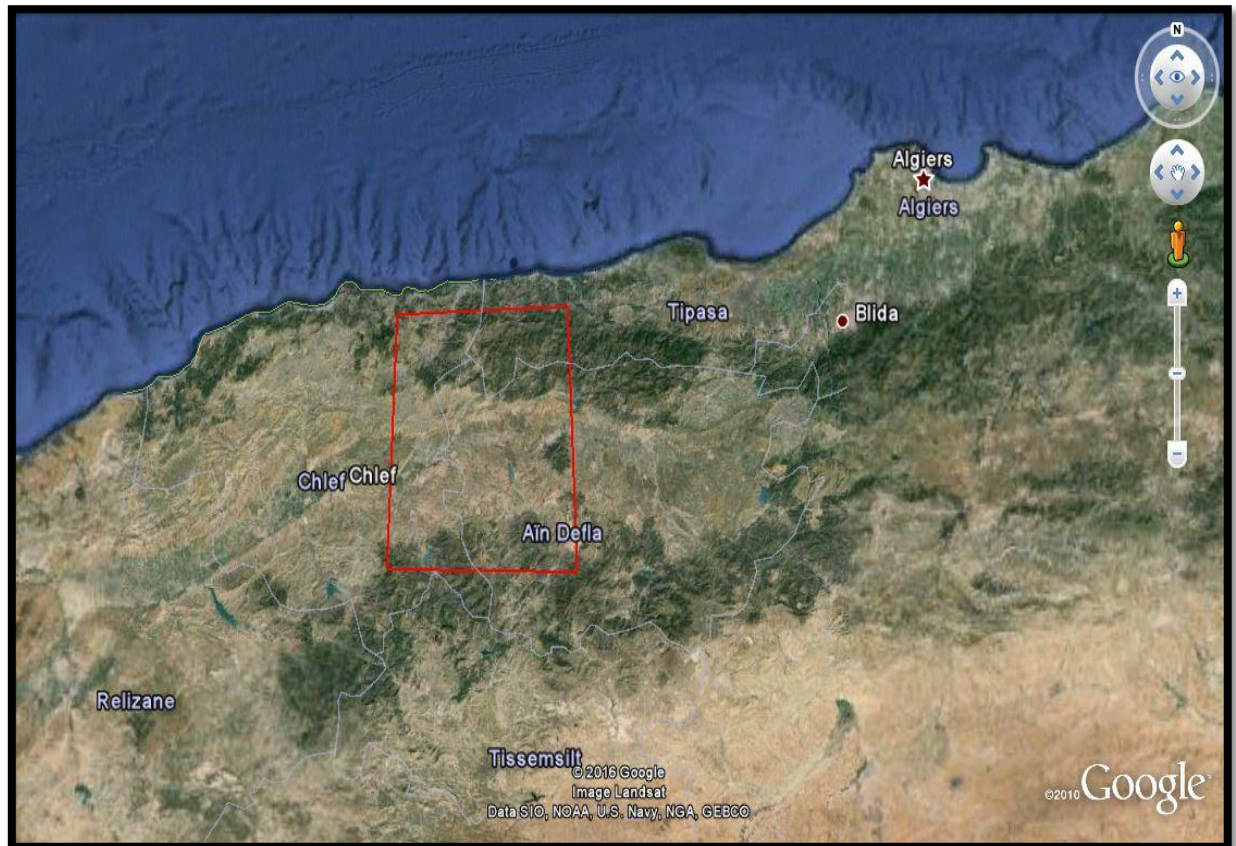 N
Algiers
Algiers
Tipasa
Blida
Chlef Chlef
Aïn Defla
Relizane
Tissemsilt
© 2016 Google
Image Landsat
Data SIO, NOAA, U.S. Navy, NGA, GEBCO
©2010 Google